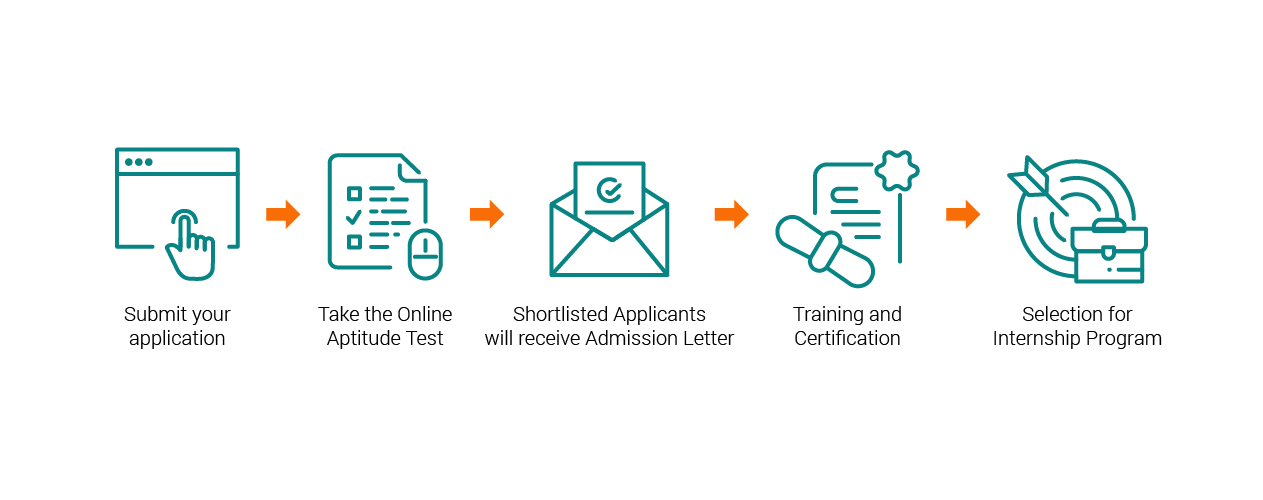 Submit your
application
Take the Online
Aptitude Test
Shortlisted Applicants
will receive Admission Letter
Training and
Certification
Selection for
Internship Program